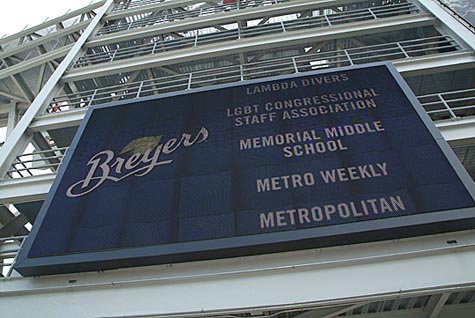 Breyers
LAMBDA DIVERS
LGBT CONGRESSIONAL
STAFF ASSOCIATION
MEMORIAL MIDDLE
SCHOOL
METRO WEEKLY
METROPOLITAN